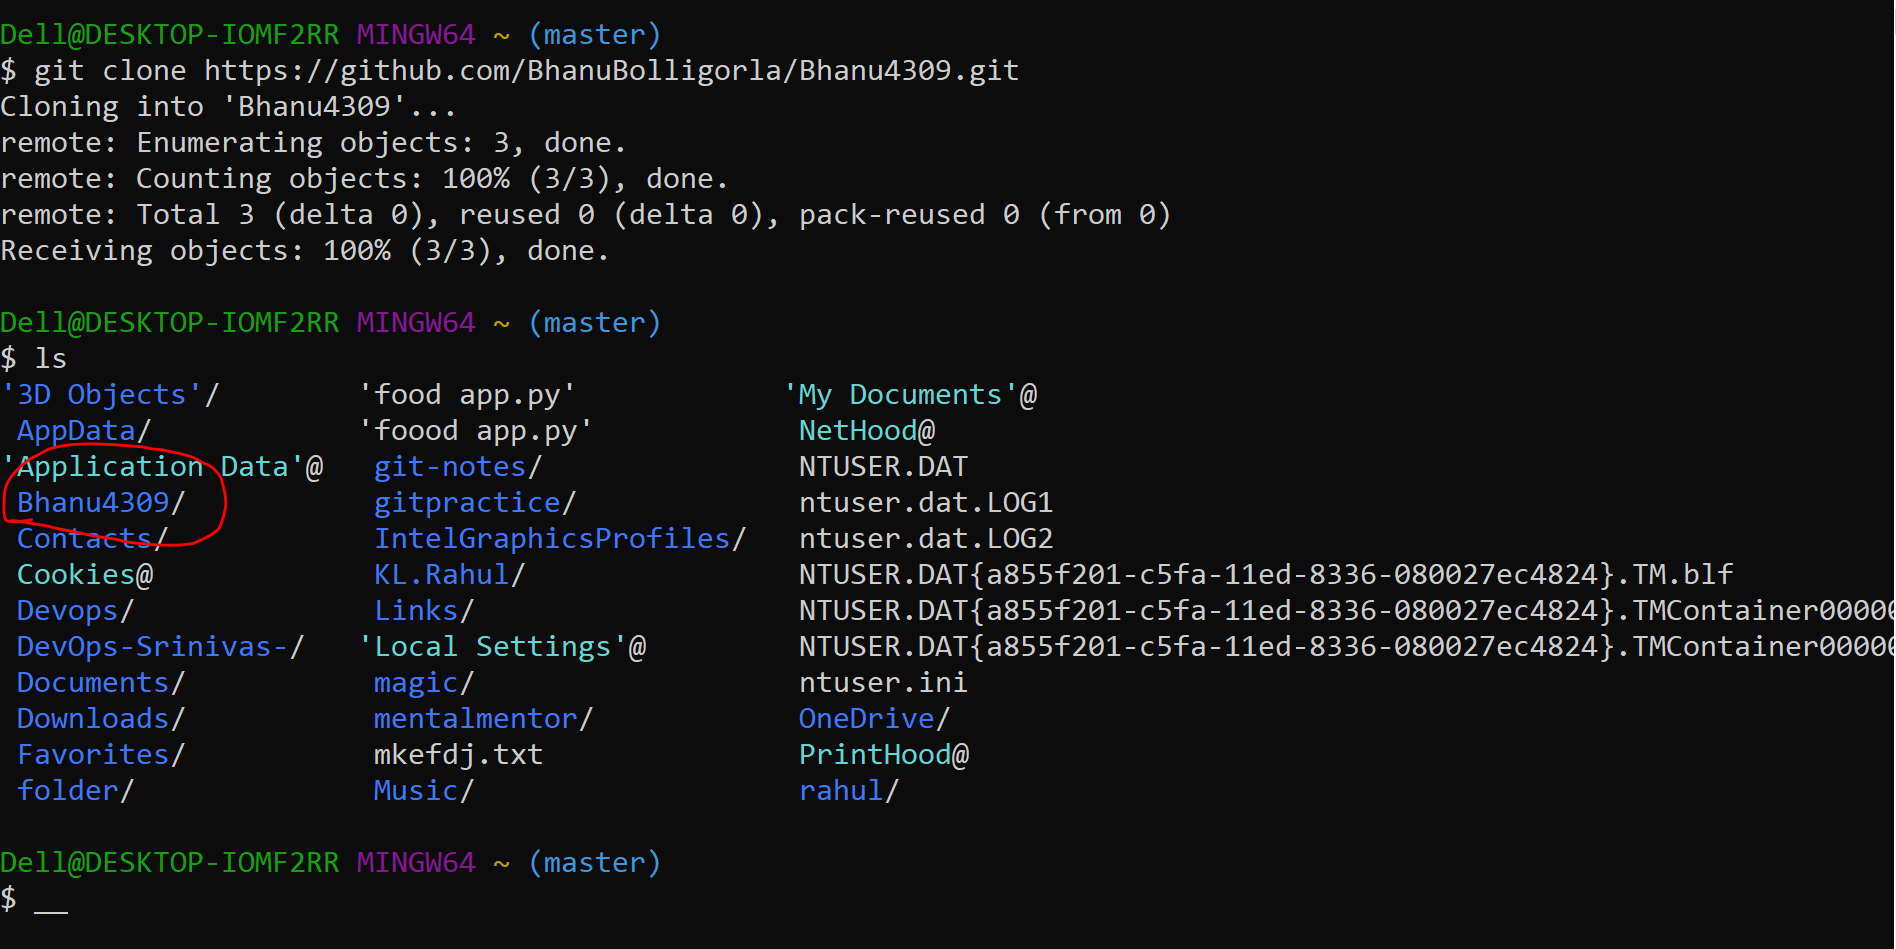 Dell@DESKTOP-IOMF2RR MINGW64 ~ (master)
$ git clone https://github.com/BhanuBolligorla/Bhanu4309.git
Cloning into 'Bhanu4309'...
remote: Enumerating objects: 3, done.
remote: Counting objects: 100% (3/3), done.
remote: Total 3 (delta 0), reused 0 (delta 0), pack-reused 0 (from 0)
Receiving objects: 100% (3/3), done.
Dell@DESKTOP-IOMF2RR MINGW64 ~ (master)
$ ls
'3D Objects'/ 'food app.py' 'My Documents'@
AppData/ 'foood app.py' NetHood@
'Application Data'@ git-notes/ NTUSER.DAT
Bhanu4309/ gitpractice/ ntuser.dat.LOG1
Contacts/ IntelGraphicsProfiles/ ntuser.dat.LOG2
Cookies@ KL.Rahul/ NTUSER.DAT{a855f201-c5fa-11ed-8336-080027ec4824}.TM.blf
Devops/ Links/ NTUSER.DAT{a855f201-c5fa-11ed-8336-080027ec4824}.TMContainer00000
DevOps-Srinivas-/ 'Local Settings'@ NTUSER.DAT{a855f201-c5fa-11ed-8336-080027ec4824}.TMContainer00000
Documents/ magic/ ntuser.ini
Downloads/ mentalmentor/ OneDrive/
Favorites/ mkefdj.txt PrintHood@
folder/ Music/ rahul/
Dell@DESKTOP-IOMF2RR MINGW64 ~ (master)
$